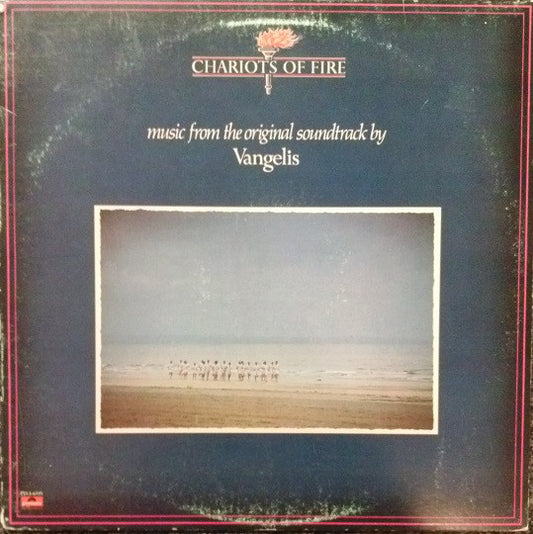 CHARIOTS OF FIRE
music from the original soundtrack by
Vangelis